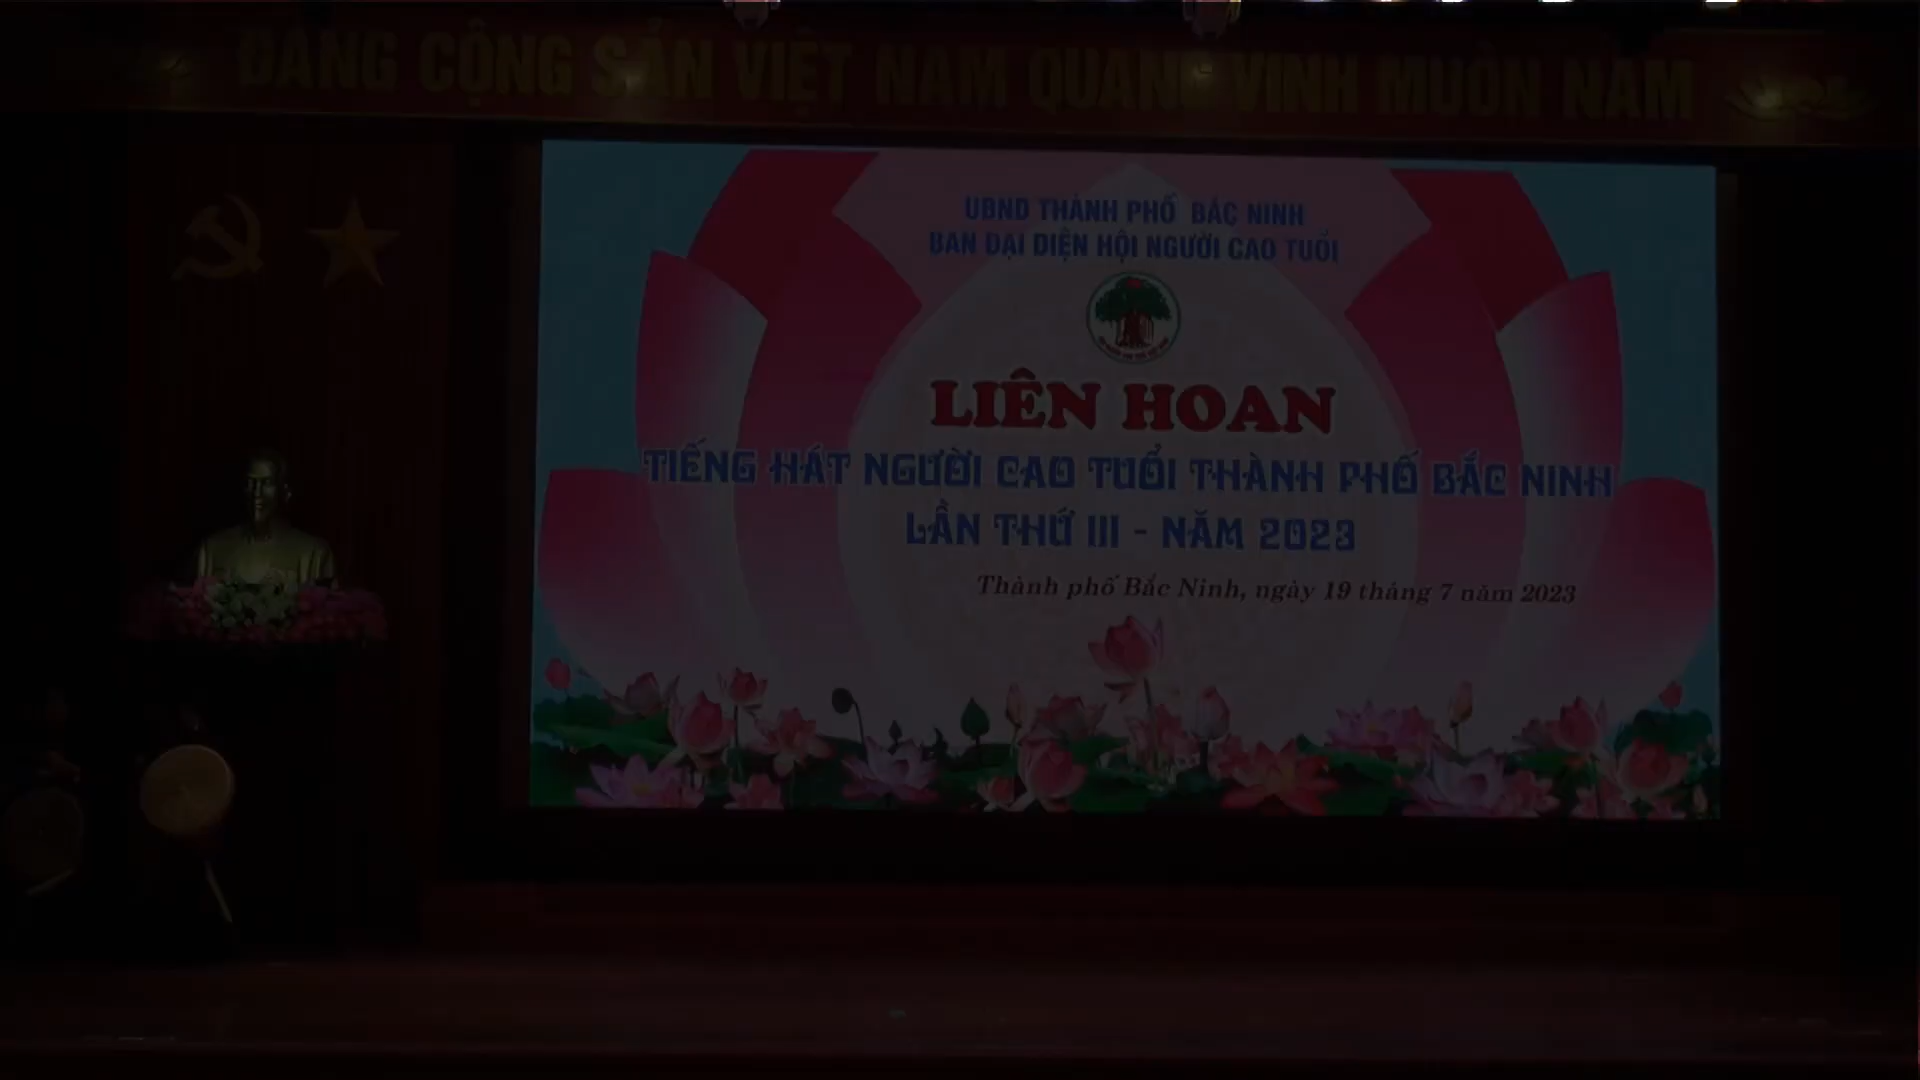 ĐẢNG CỘNG SẢN VIỆT NAM QUANG VINH MUÔN NĂM
UBND THÀNH PHỐ BẮC NINH
BAN ĐẠI DIỆN HỘI NGƯỜI CAO TUỔI
LIÊN HOAN
TIẾNG HÁT NGƯỜI CAO TUỔI THÀNH PHỐ BẮC NINH
LẦN THỨ III - NĂM 2023
Thành phố Bắc Ninh, ngày 19 tháng 7 năm 2023